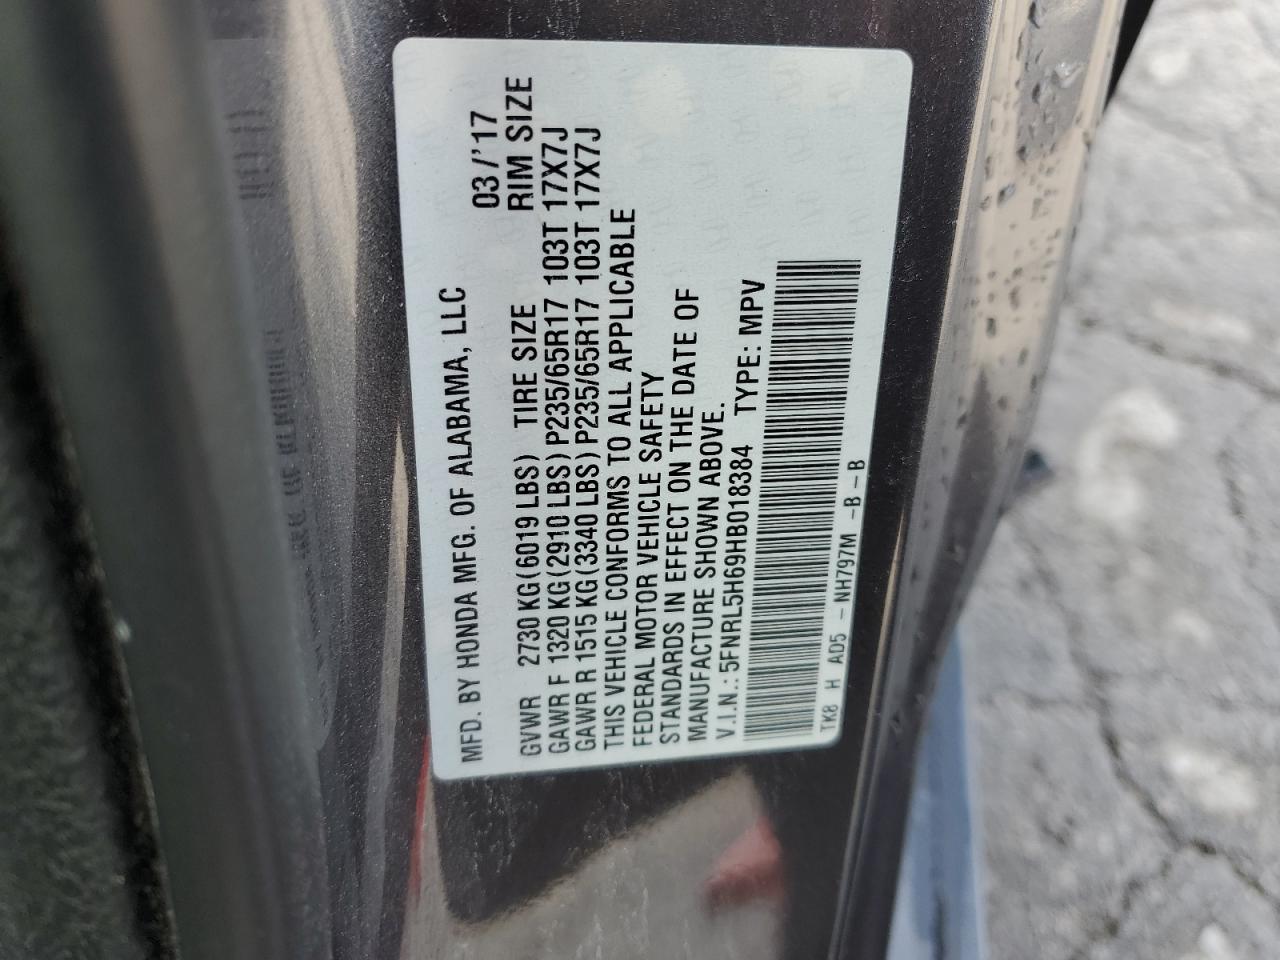 MFD. BY HONDA MFG. OF ALABAMA, LLC 03/'17
GVWR 2730 KG(6019 LBS) TIRE SIZE RIM SIZE
GAWR F 1320 KG(2910 LBS) P235/65R17 103T 17X7J
GAWR R 1515 KG(3340 LBS) P235/65R17 103T 17X7J
THIS VEHICLE CONFORMS TO ALL APPLICABLE
FEDERAL MOTOR VEHICLE SAFETY
STANDARDS IN EFFECT ON THE DATE OF
MANUFACTURE SHOWN ABOVE.
V.I.N.: 5FNRL5H69HB018384 TYPE: MPV
TK8 H AD5 - NH797M -B -B